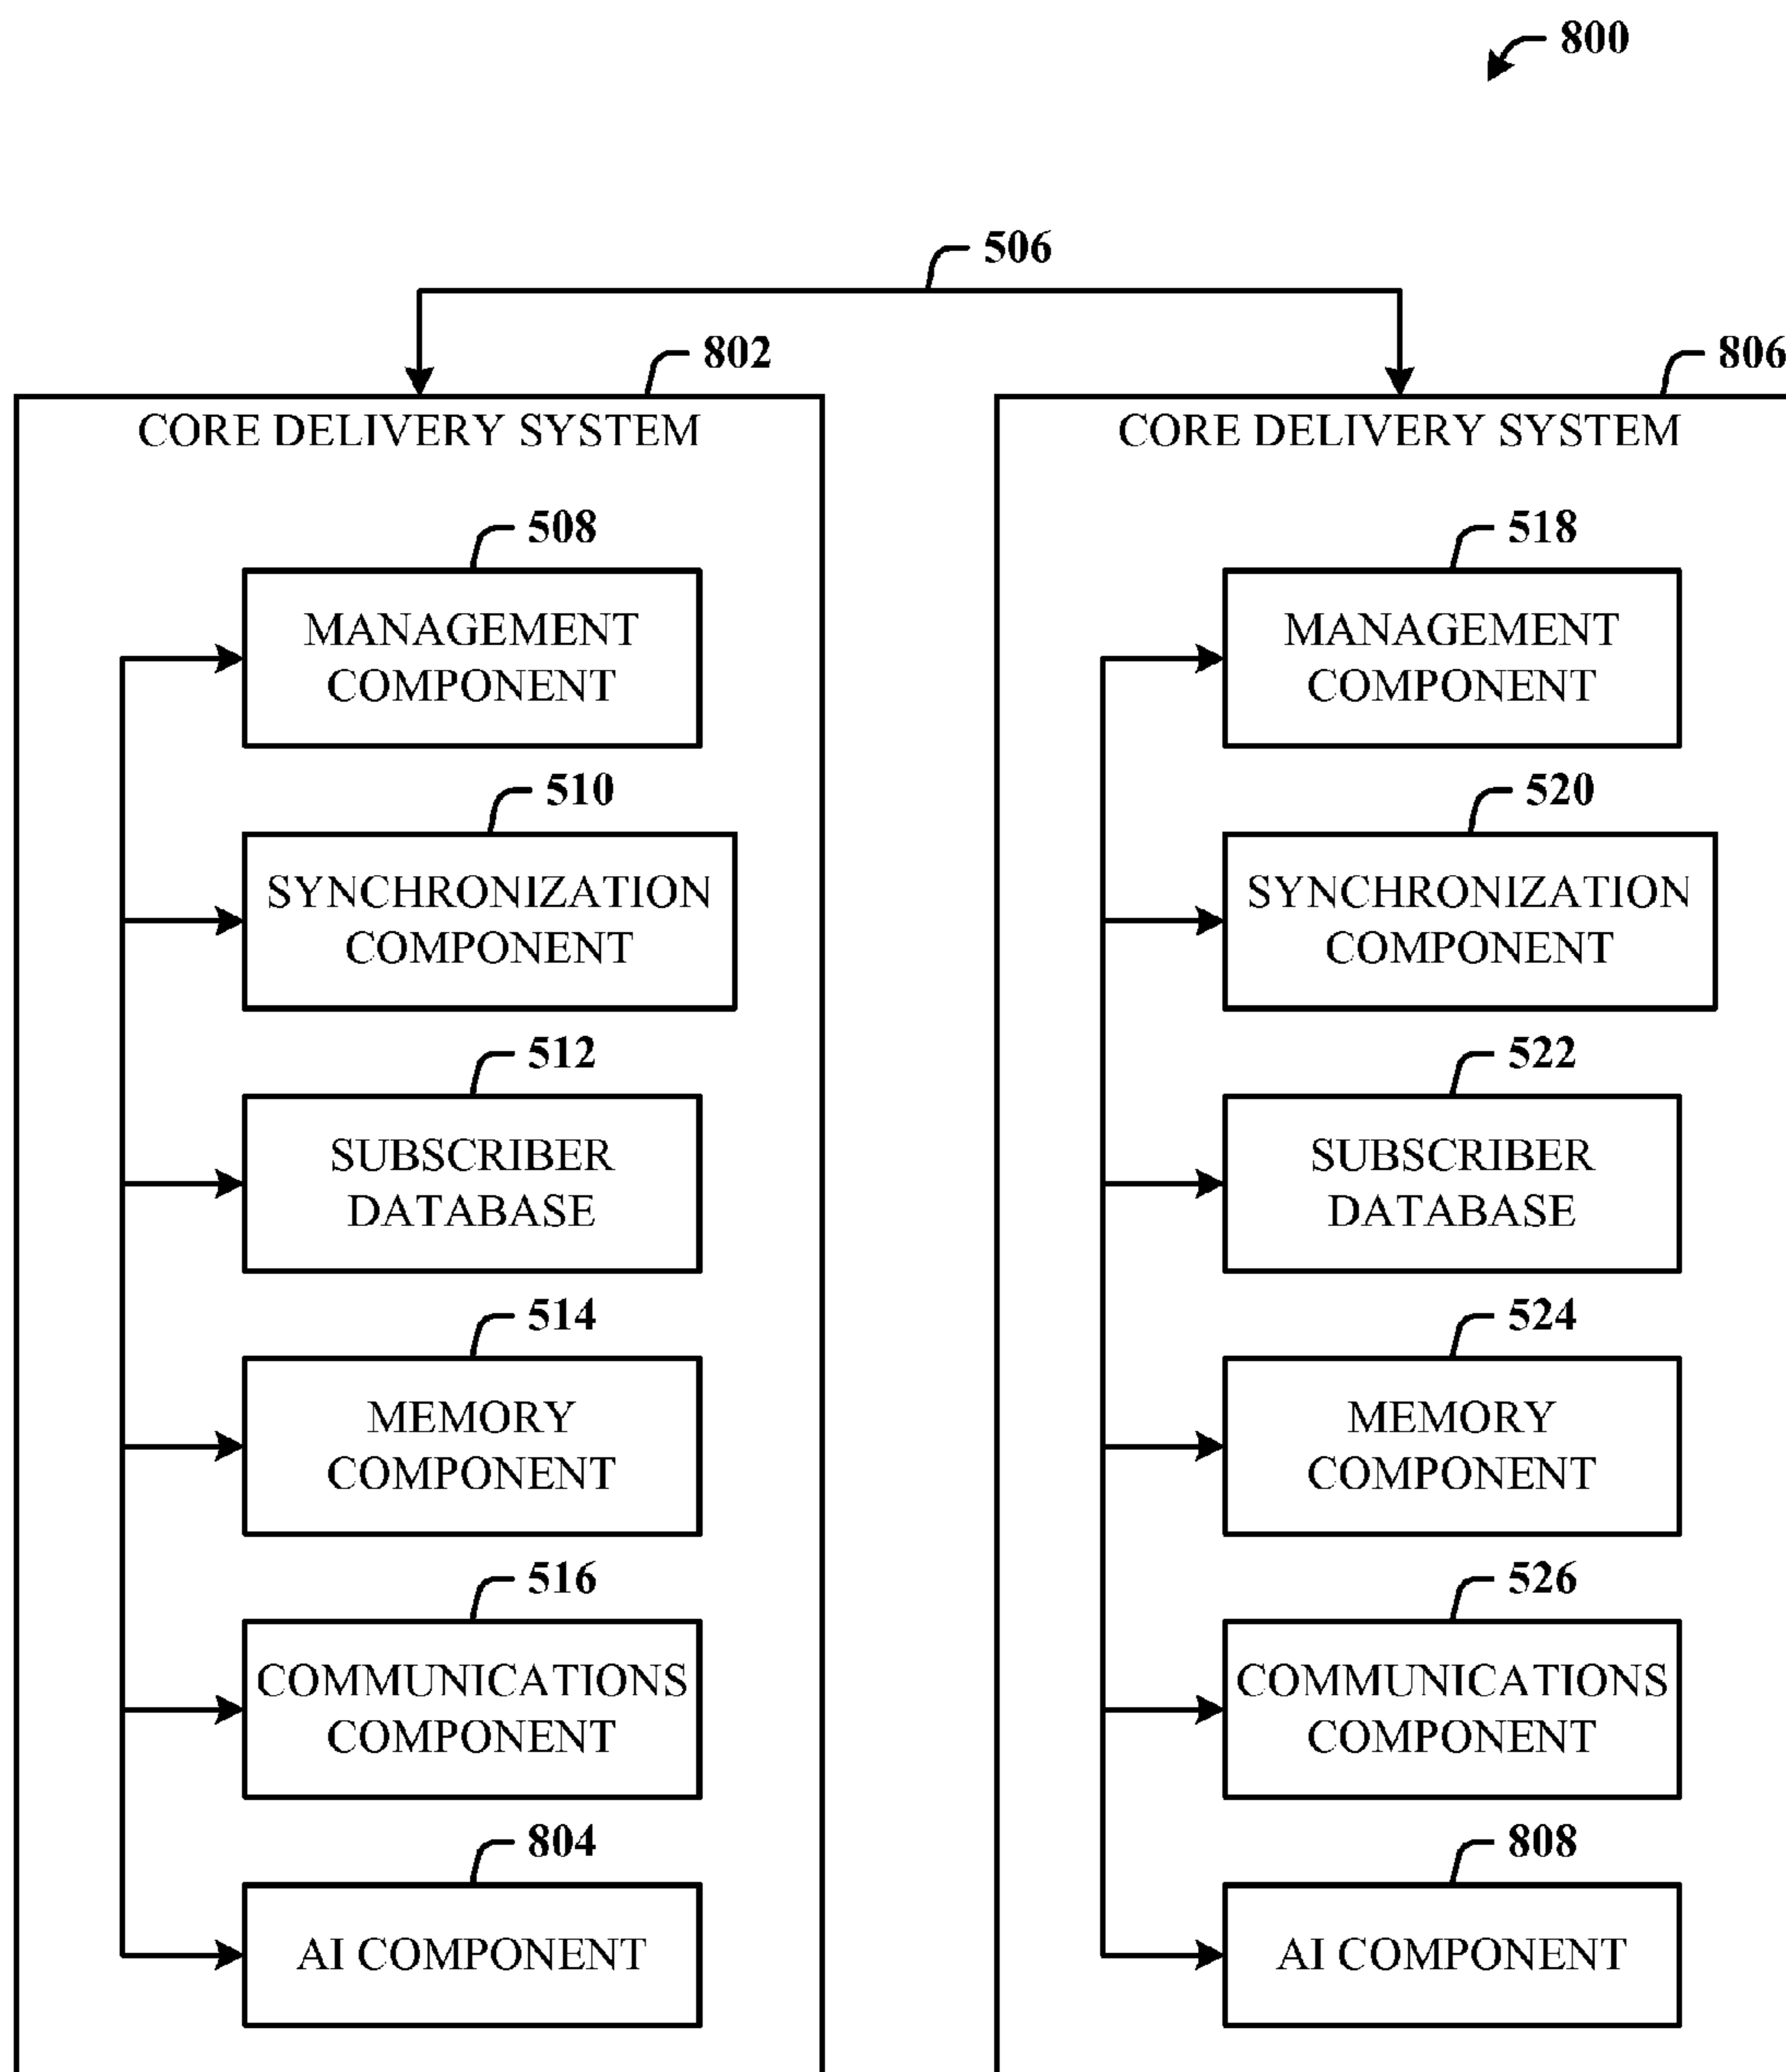 800
506
802
CORE DELIVERY SYSTEM
508
MANAGEMENT
COMPONENT
510
SYNCHRONIZATION
COMPONENT
512
SUBSCRIBER
DATABASE
514
MEMORY
COMPONENT
516
COMMUNICATIONS
COMPONENT
804
AI COMPONENT
806
CORE DELIVERY SYSTEM
518
MANAGEMENT
COMPONENT
520
SYNCHRONIZATION
COMPONENT
522
SUBSCRIBER
DATABASE
524
MEMORY
COMPONENT
526
COMMUNICATIONS
COMPONENT
808
AI COMPONENT